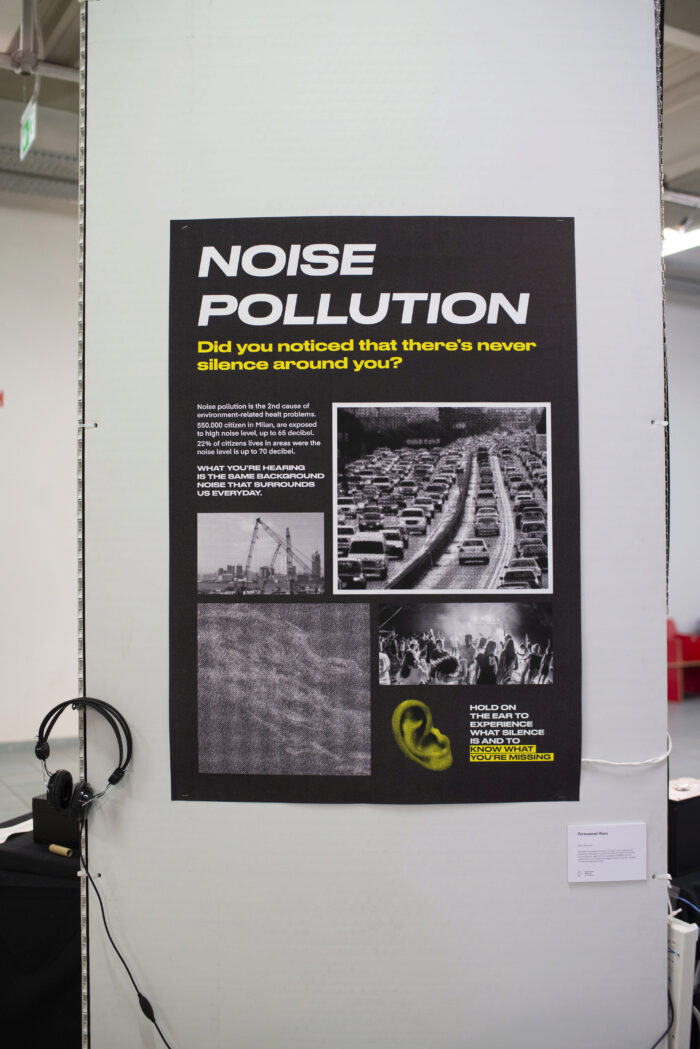 NOISE
POLLUTION
Did you noticed that there's never
silence around you?
Noise pollution is the 2nd cause of
environment-related healt problems.
550.000 citizen in Milan, are exposed
to high noise level, up to 65 decibel.
22% of citizens lives in areas were the
noise level is up to 70 decibel.
WHAT YOU'RE HEARING
IS THE SAME BACKGROUND
NOISE THAT SURROUNDS
US EVERYDAY.
HOLD ON
THE EAR TO
EXPERIENCE
WHAT SILENCE
IS AND TO
KNOW WHAT
YOU'RE MISSING
Permanent Wave